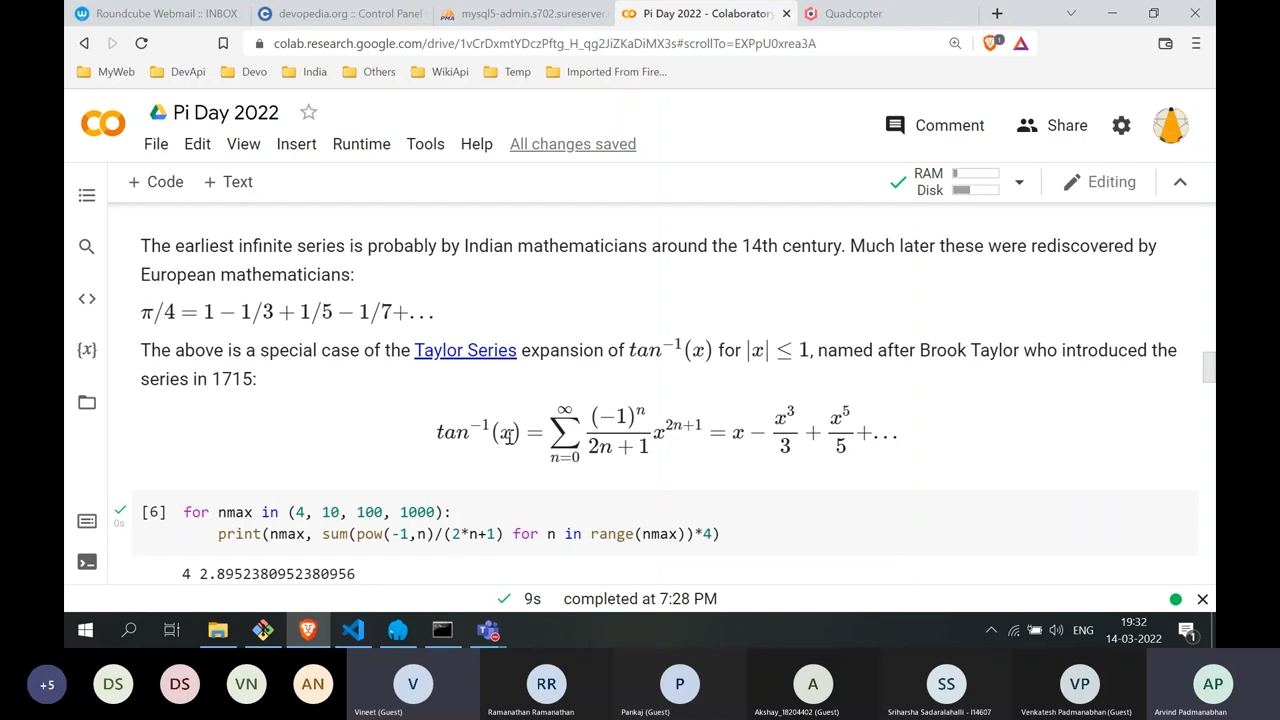 Roundcube Webmail :: INBOX
devopedia.org :: Control Panel
mysql5-admin.s702.sureserver.
Pi Day 2022 - Colaboratory
Quadcopter
colab.research.google.com/drive/1vCrDxmtYDczPftg_H_qg2JiZKaDiMX3s#scrollTo=EXPpU0xrea3A
1
MyWeb
DevApi
Devo
India
Others
WikiApi
Temp
Imported From Fire...
Pi Day 2022
Comment
Share
File Edit View Insert Runtime Tools Help All changes saved
+ Code + Text
RAM
Disk
Editing
The earliest infinite series is probably by Indian mathematicians around the 14th century. Much later these were rediscovered by
European mathematicians:
π/4 = 1 − 1/3 + 1/5 − 1/7+...
The above is a special case of the Taylor Series expansion of tan⁻¹(x) for |x| ≤ 1, named after Brook Taylor who introduced the
series in 1715:
tan⁻¹(x) = ∑_{n=0}^{∞} (−1)ⁿ/(2n + 1) x²ⁿ⁺¹ = x − x³/3 + x⁵/5 +...
[6] for nmax in (4, 10, 100, 1000):
print(nmax, sum(pow(-1,n)/(2*n+1) for n in range(nmax))*4)
0s
4 2.8952380952380956
9s completed at 7:28 PM
ENG
19:32
14-03-2022
1
+5
DS
DS
VN
AN
V
RR
P
A
SS
VP
AP
Vineet (Guest)
Ramanathan Ramanathan
Pankaj (Guest)
Akshay_18204402 (Guest)
Sriharsha Sadaralahalli - I14607
Venkatesh Padmanabhan (Guest)
Arvind Padmanabhan